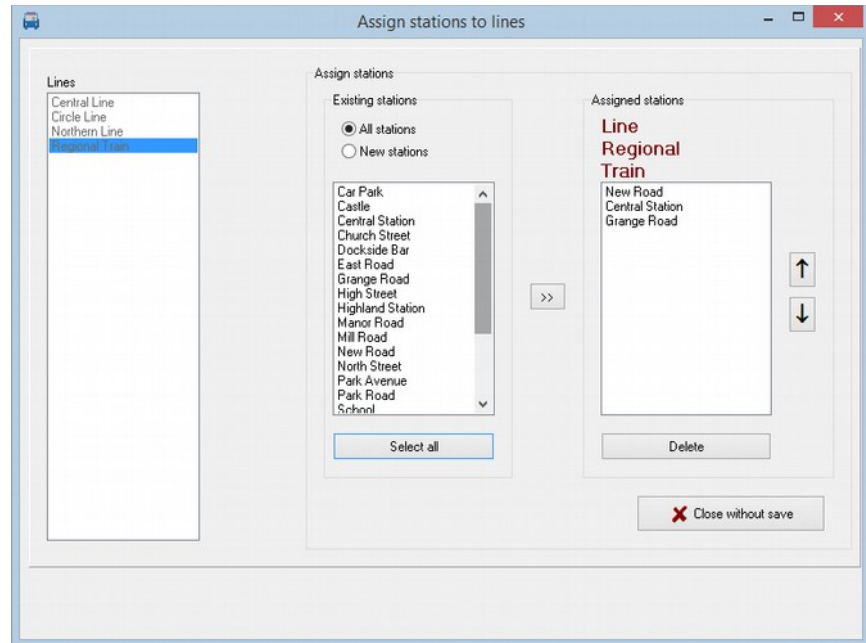 Assign stations to lines
Lines
Central Line
Circle Line
Northern Line
Regional Train
Assign stations
Existing stations
All stations
New stations
Car Park
Castle
Central Station
Church Street
Dockside Bar
East Road
Grange Road
High Street
Highland Station
Manor Road
Mill Road
New Road
North Street
Park Avenue
Park Road
School
Select all
>>
Assigned stations
Line
Regional
Train
New Road
Central Station
Grange Road
↑
↓
Delete
Close without save